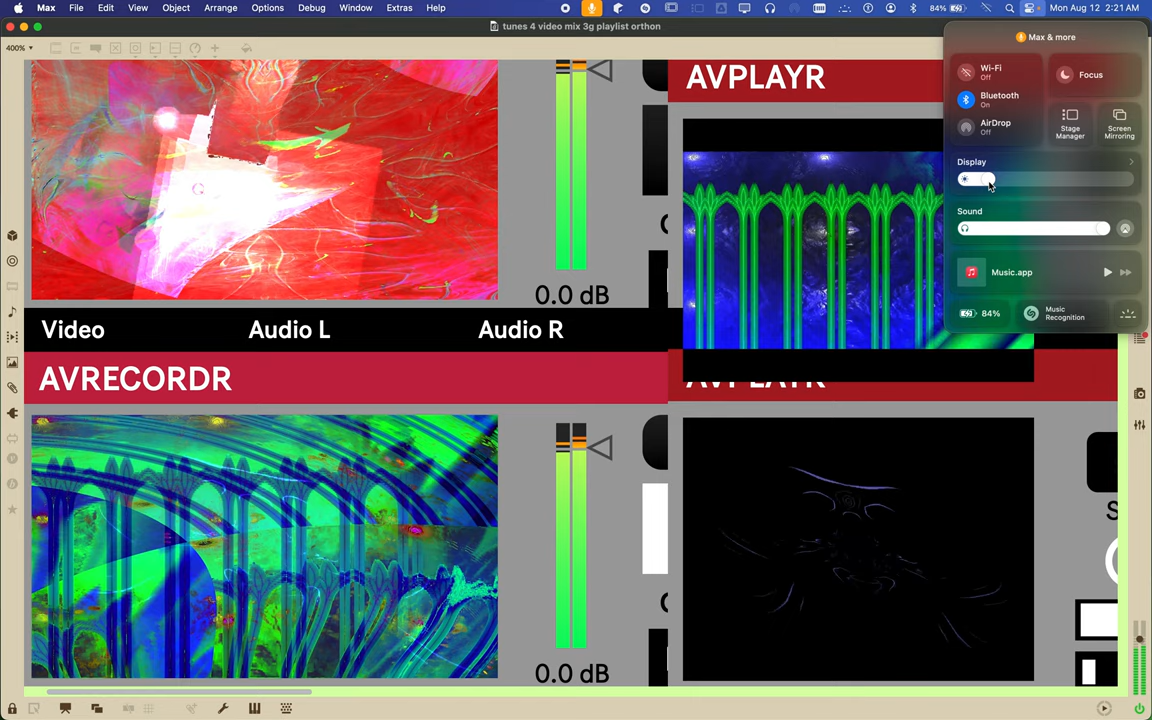 Max File Edit View Object Arrange Options Debug Window Extras Help 84% Mon Aug 12 2:21 AM
tunes 4 video mix 3g playlist orthon
400%
Max & more
Wi-Fi
Off
Focus
Bluetooth
On
AirDrop
Off
Stage
Manager
Screen
Mirroring
Display
Sound
Music.app
84%
Music
Recognition
AVPLAYR
0.0 dB
Video Audio L Audio R
AVRECORDR
AVPLAYR
0.0 dB
S